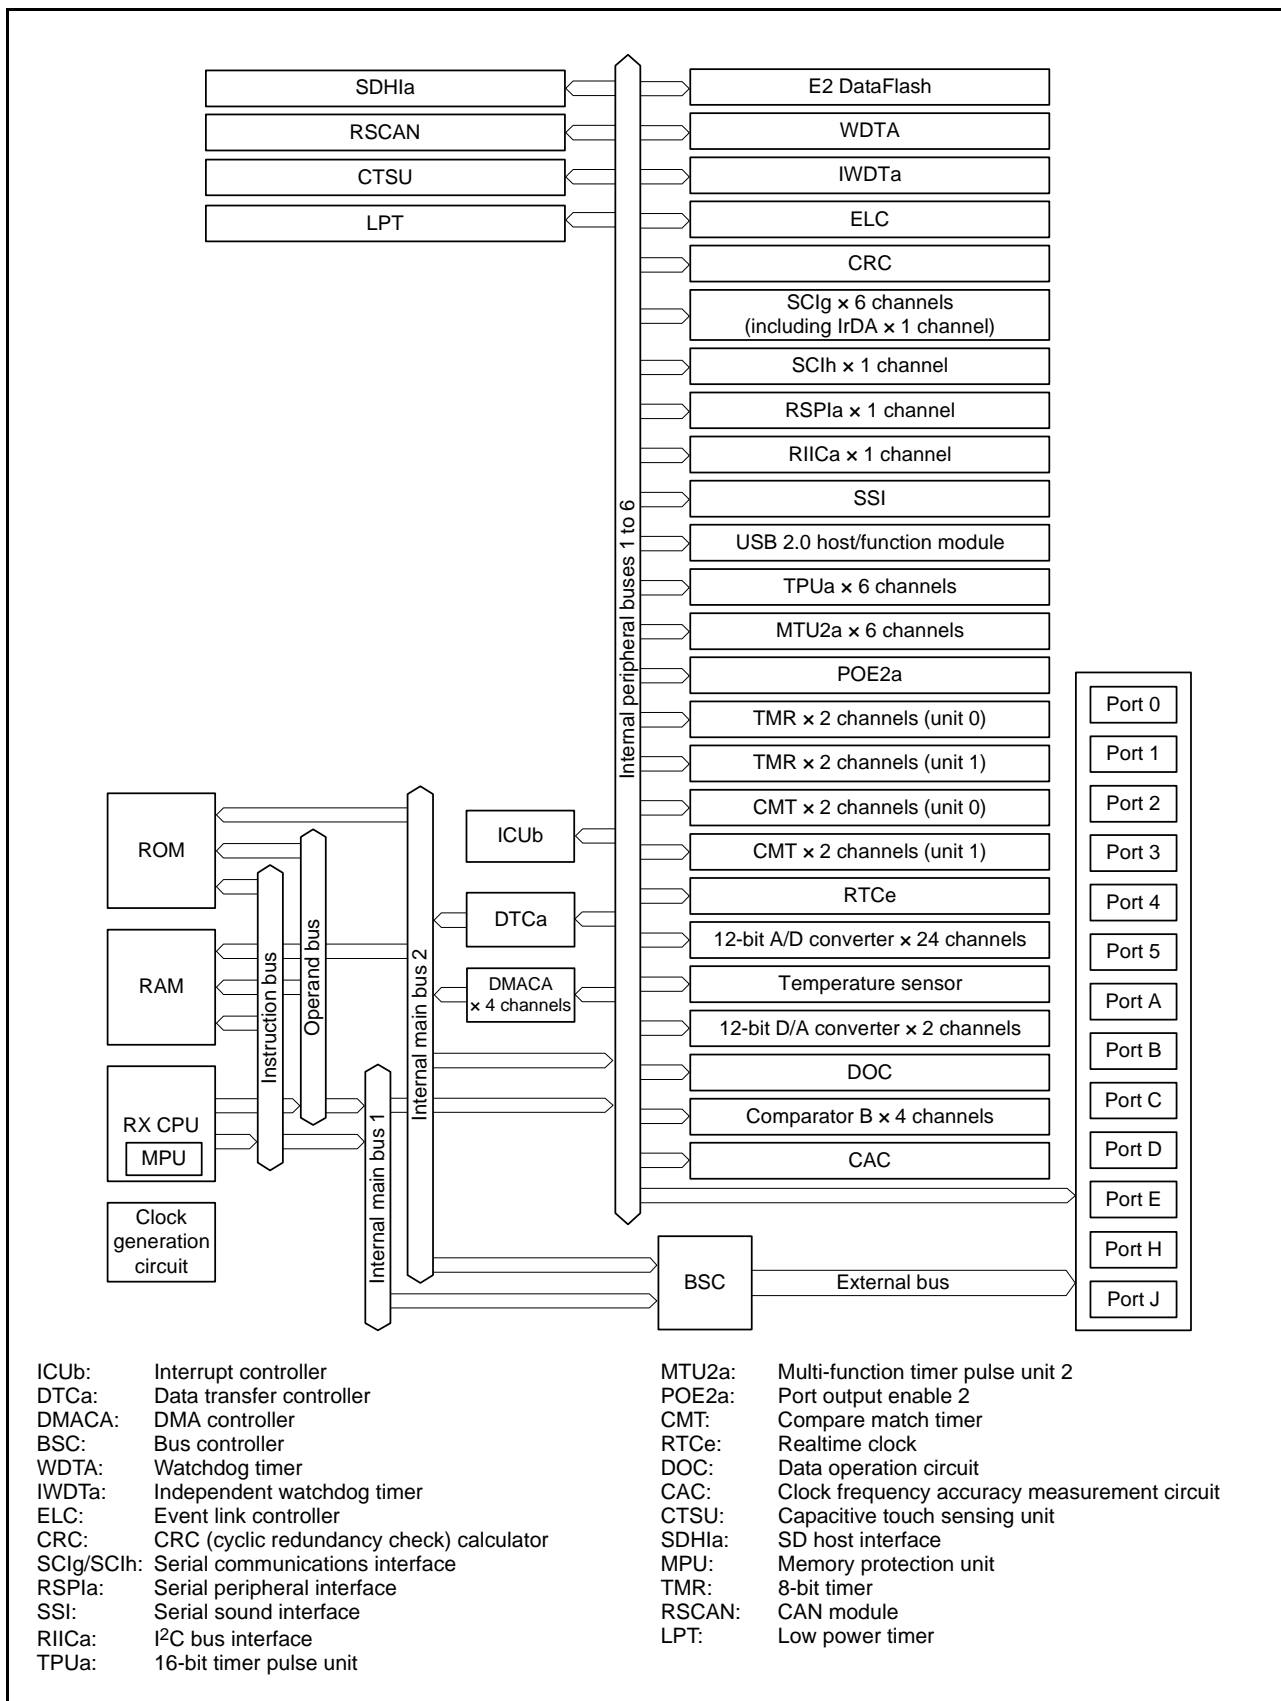 SDHIa
RSCAN
CTSU
LPT
E2 DataFlash
WDTA
IWDTa
ELC
CRC
SCIg × 6 channels
(including IrDA × 1 channel)
SCIh × 1 channel
RSPIa × 1 channel
RIICa × 1 channel
SSI
USB 2.0 host/function module
TPUa × 6 channels
MTU2a × 6 channels
POE2a
TMR × 2 channels (unit 0)
TMR × 2 channels (unit 1)
CMT × 2 channels (unit 0)
CMT × 2 channels (unit 1)
RTCe
12-bit A/D converter × 24 channels
Temperature sensor
12-bit D/A converter × 2 channels
DOC
Comparator B × 4 channels
CAC
Internal peripheral buses 1 to 6
Port 0
Port 1
Port 2
Port 3
Port 4
Port 5
Port A
Port B
Port C
Port D
Port E
Port H
Port J
ROM
RAM
RX CPU
MPU
Clock
generation
circuit
Instruction bus
Operand bus
Internal main bus 1
Internal main bus 2
ICUb
DTCa
DMACA
× 4 channels
BSC
External bus
ICUb: Interrupt controller
DTCa: Data transfer controller
DMACA: DMA controller
BSC: Bus controller
WDTA: Watchdog timer
IWDTa: Independent watchdog timer
ELC: Event link controller
CRC: CRC (cyclic redundancy check) calculator
SCIg/SCIh: Serial communications interface
RSPIa: Serial peripheral interface
SSI: Serial sound interface
RIICa: I²C bus interface
TPUa: 16-bit timer pulse unit
MTU2a: Multi-function timer pulse unit 2
POE2a: Port output enable 2
CMT: Compare match timer
RTCe: Realtime clock
DOC: Data operation circuit
CAC: Clock frequency accuracy measurement circuit
CTSU: Capacitive touch sensing unit
SDHIa: SD host interface
MPU: Memory protection unit
TMR: 8-bit timer
RSCAN: CAN module
LPT: Low power timer